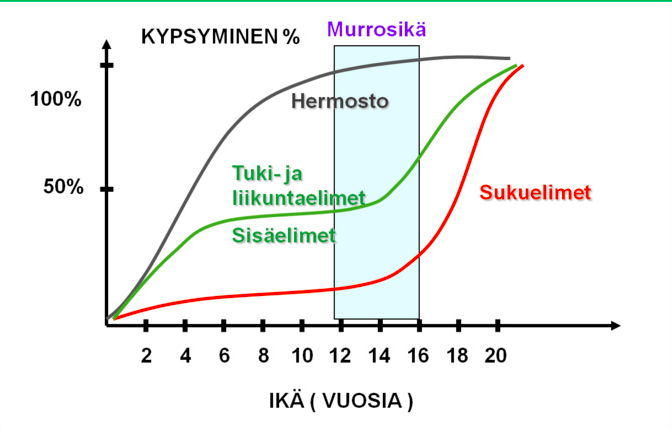 KYPSYMINEN %
Murrosikä
100%
Hermosto
50%
Tuki- ja
liikuntaelimet
Sisäelimet
Sukuelimet
2 4 6 8 10 12 14 16 18 20
IKÄ ( VUOSIA )